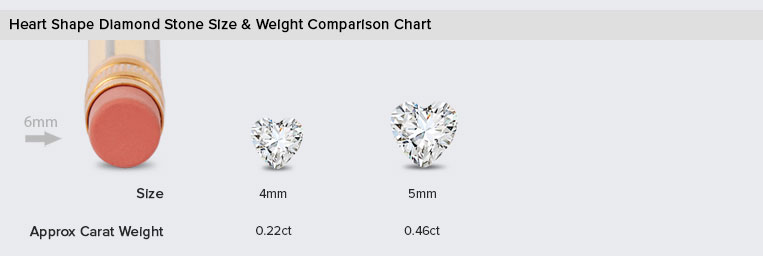 Heart Shape Diamond Stone Size & Weight Comparison Chart
6mm
Size 4mm 5mm
Approx Carat Weight 0.22ct 0.46ct